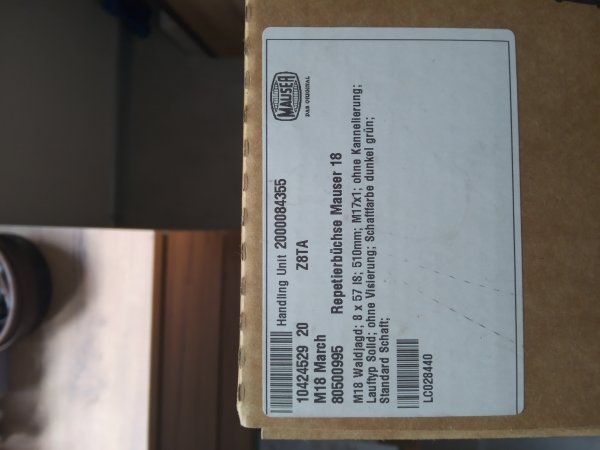 MAUSER
DAS ORIGINAL
Handling Unit 2000084355
10424529 20 Z8TA
M18 March
80500995 Repetierbüchse Mauser 18
M18 Waldjagd; 8 x 57 IS; 510mm; M17x1; ohne Kannelierung;
Lauftyp Solid; ohne Visierung; Schaftfarbe dunkel grün;
Standard Schaft;
LC028440